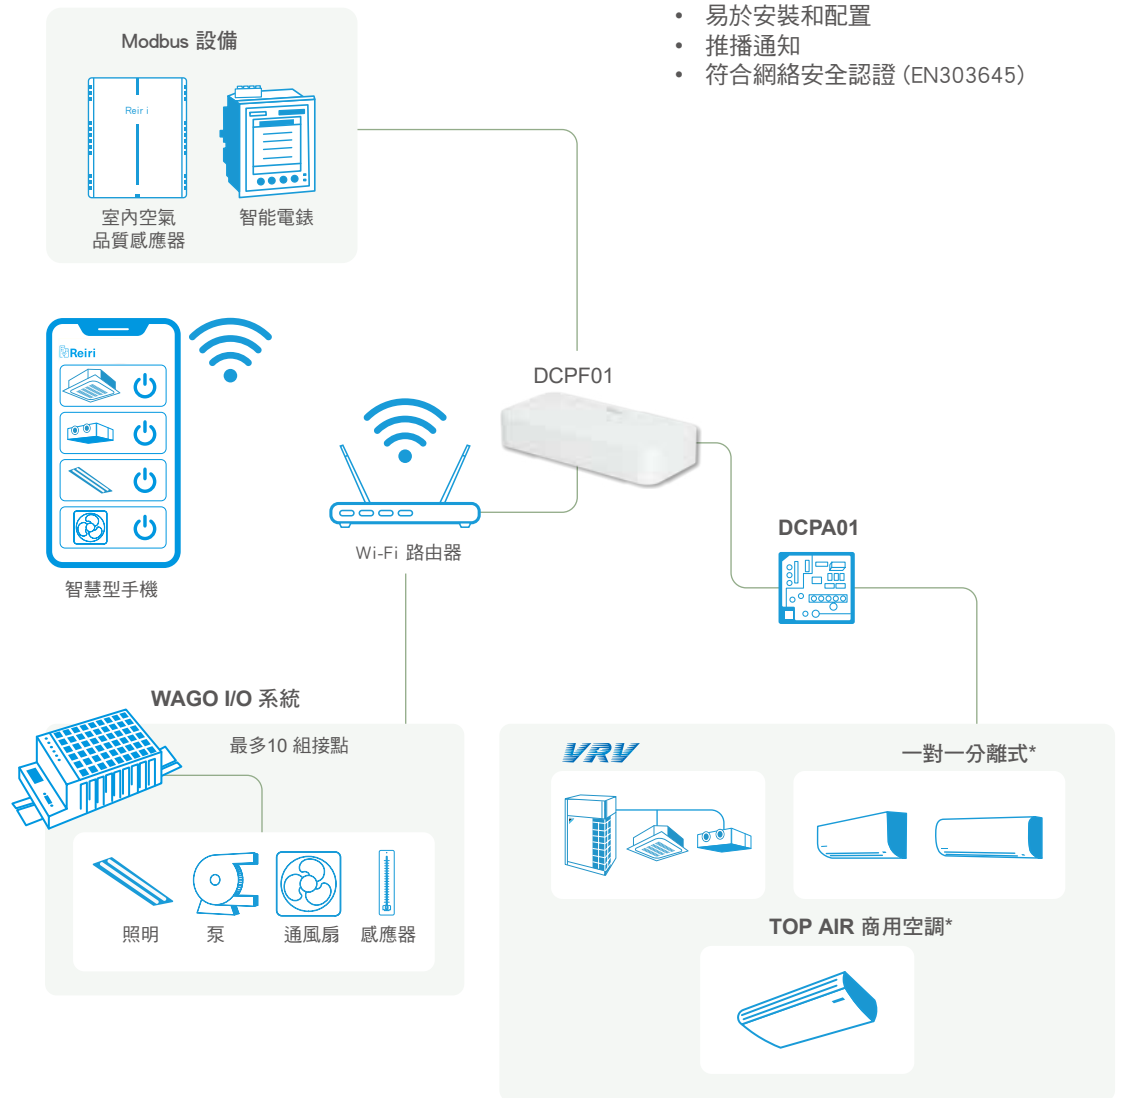 • 易於安裝和配置
• 推播通知
• 符合網絡安全認證 (EN303645)
Modbus 設備
Reiri
室內空氣
品質感應器
智能電錶
Reiri
智慧型手機
Wi-Fi 路由器
DCPF01
DCPA01
WAGO I/O 系統
最多10 組接點
照明
泵
通風扇
感應器
VRV
一對一分離式*
TOP AIR 商用空調*